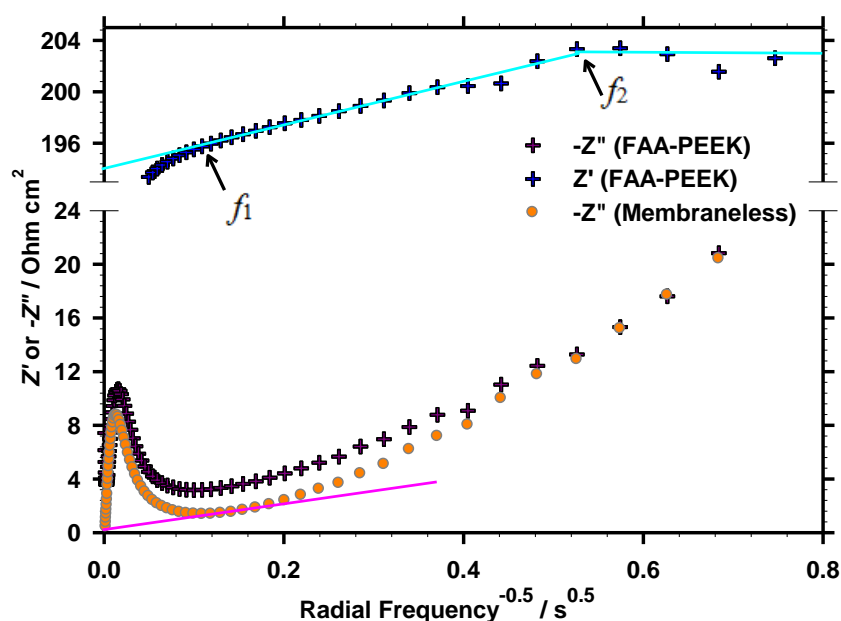 204
200
196
24
20
16
12
8
4
0
Z' or -Z" / Ohm cm2
f1
f2
-Z" (FAA-PEEK)
Z' (FAA-PEEK)
-Z" (Membraneless)
0.0 0.2 0.4 0.6 0.8
Radial Frequency-0.5 / s0.5